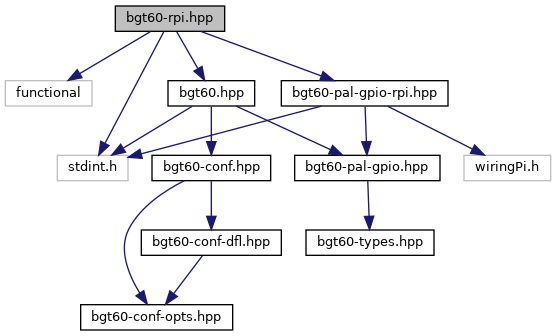 bgt60-rpi.hpp
functional
bgt60.hpp
bgt60-pal-gpio-rpi.hpp
stdint.h
bgt60-conf.hpp
bgt60-pal-gpio.hpp
wiringPi.h
bgt60-conf-dfl.hpp
bgt60-types.hpp
bgt60-conf-opts.hpp